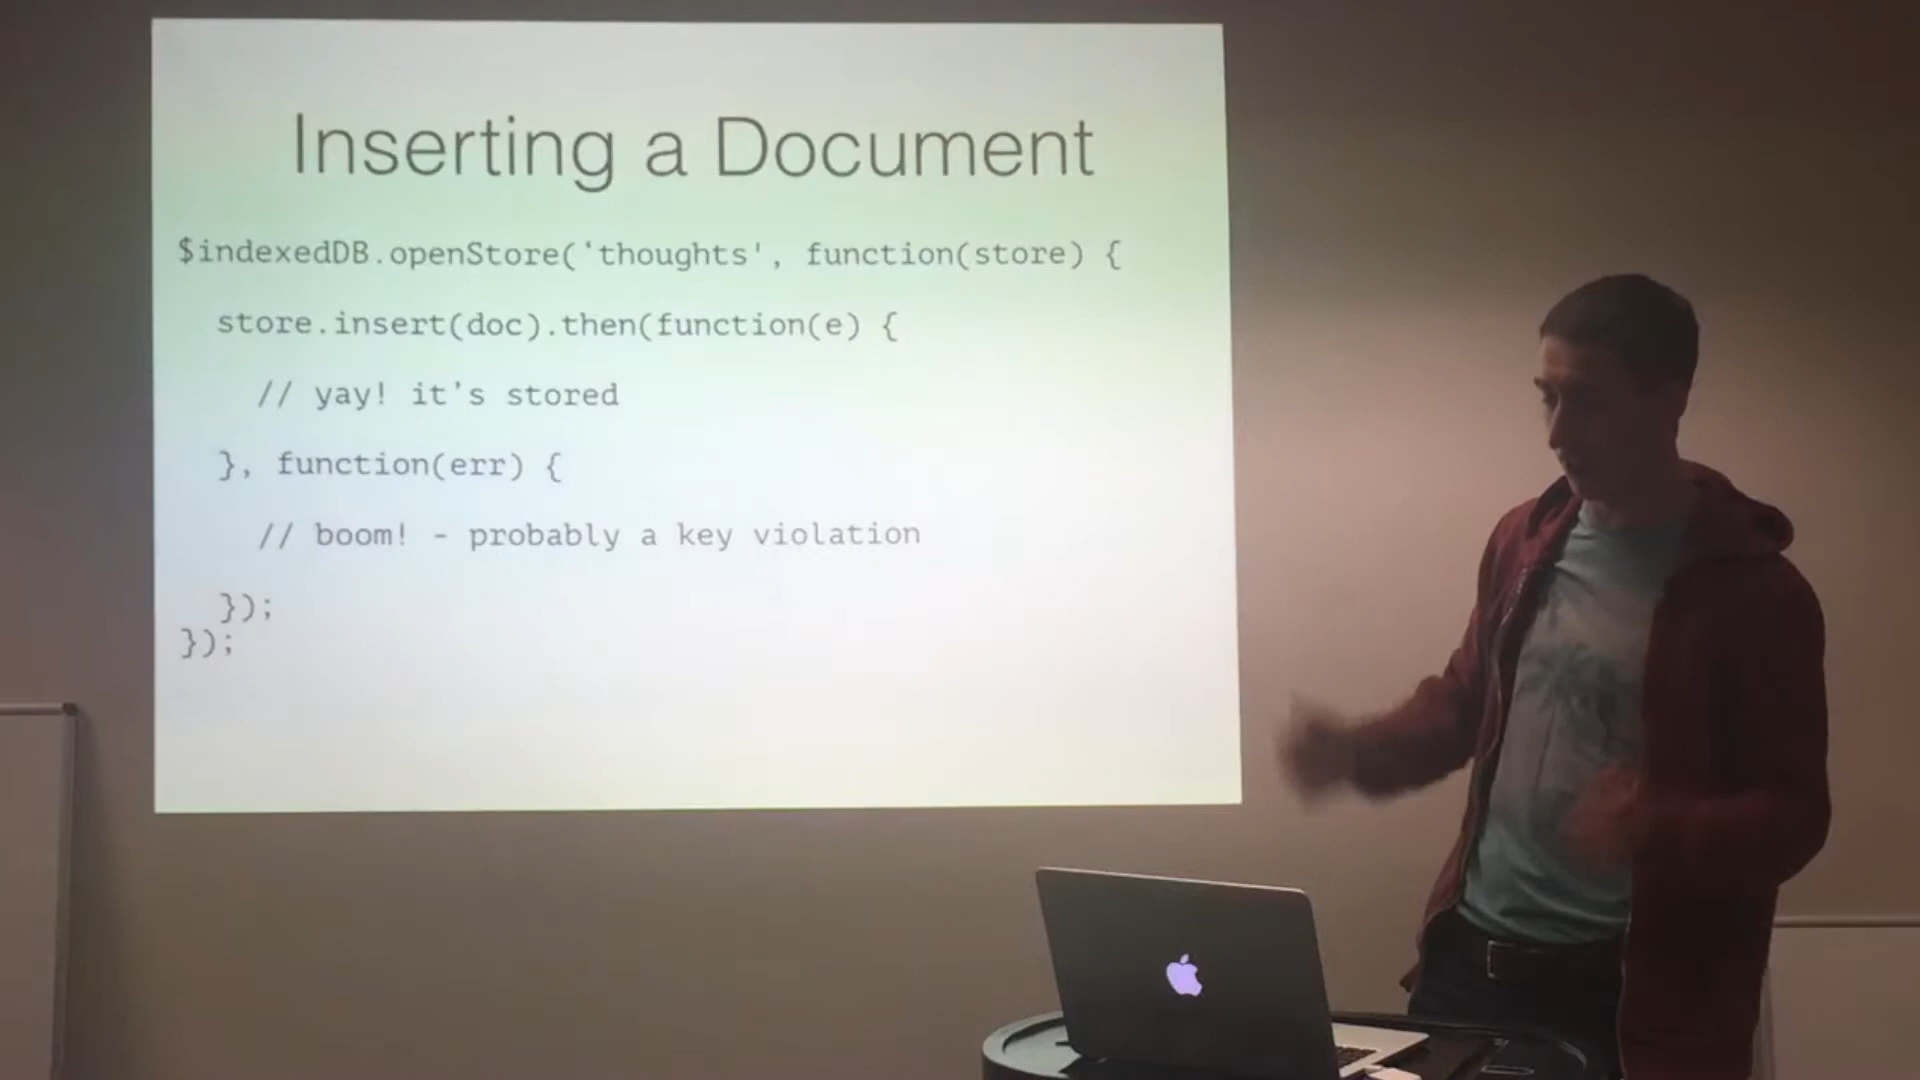 Inserting a Document
$indexedDB.openStore(‘thoughts', function(store) {
store.insert(doc).then(function(e) {
// yay! it's stored
}, function(err) {
// boom! - probably a key violation
});
});